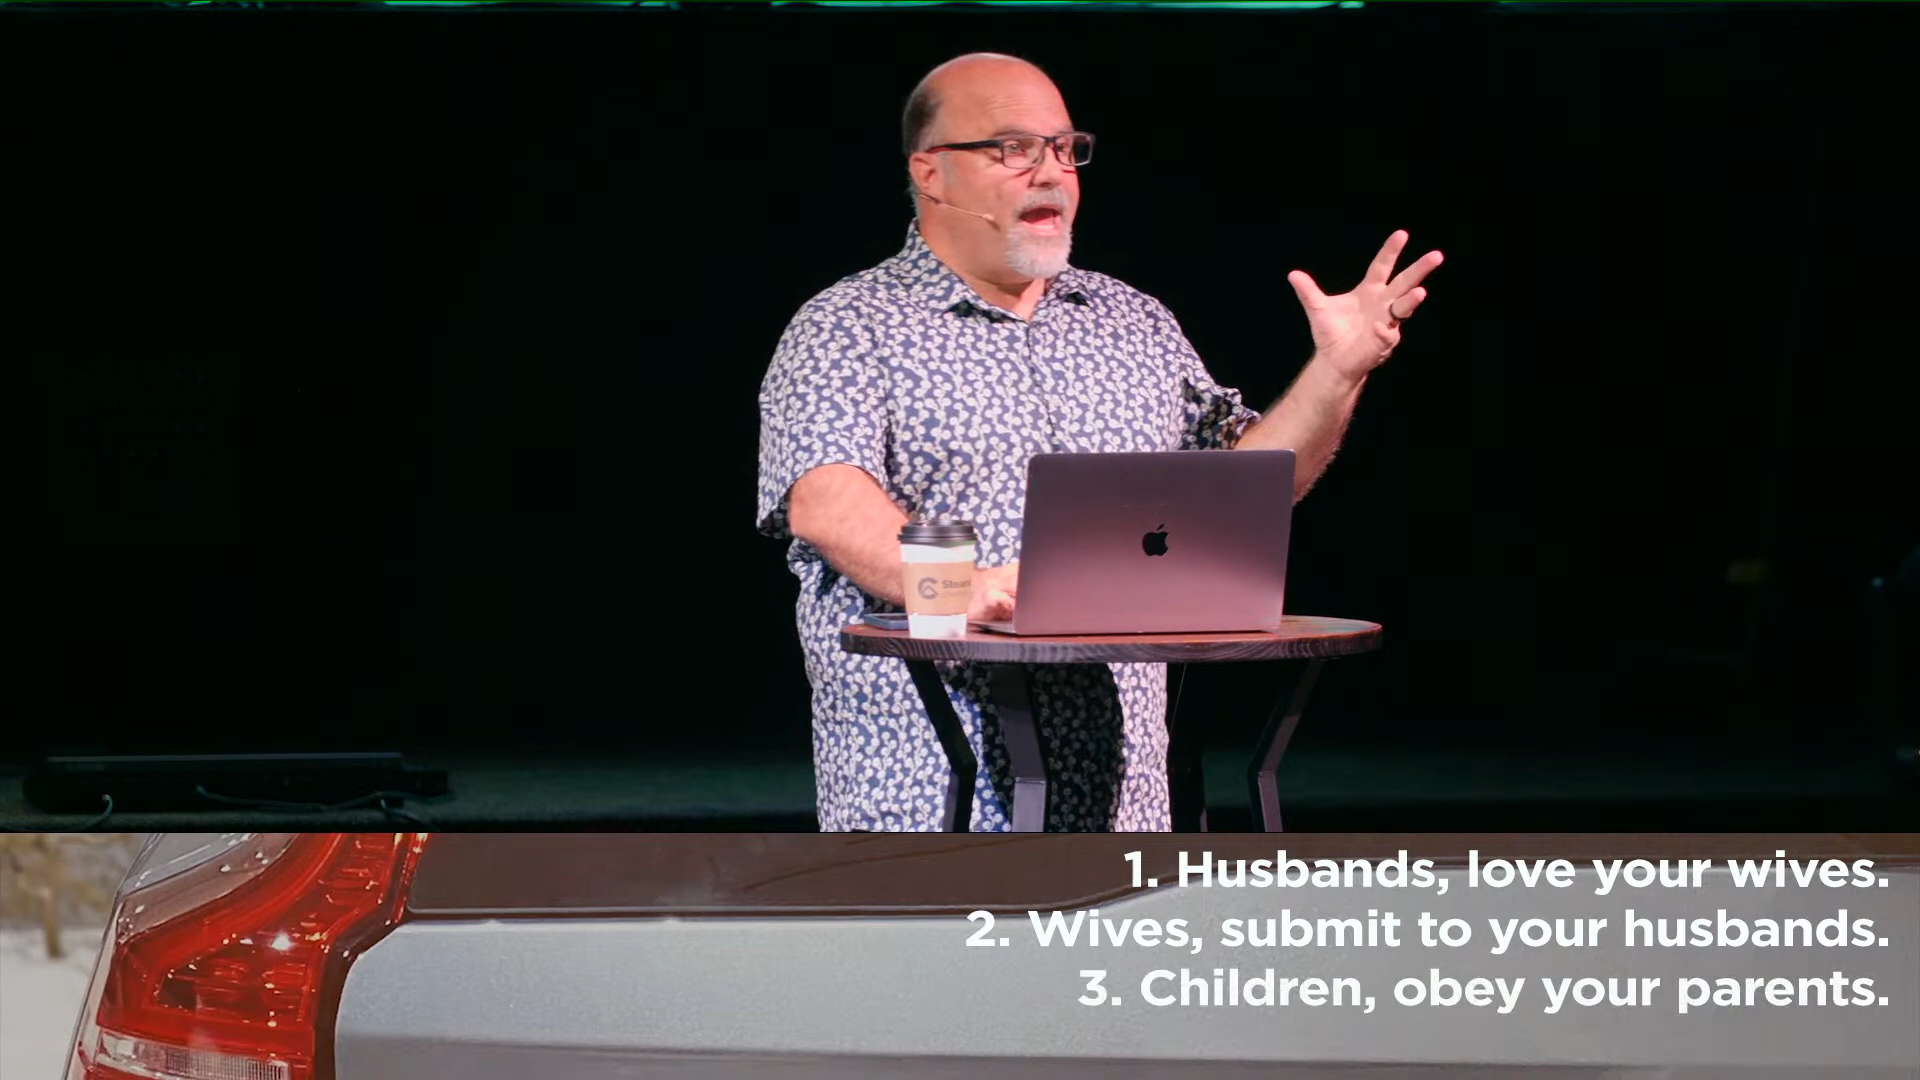 1. Husbands, love your wives.
2. Wives, submit to your husbands.
3. Children, obey your parents.